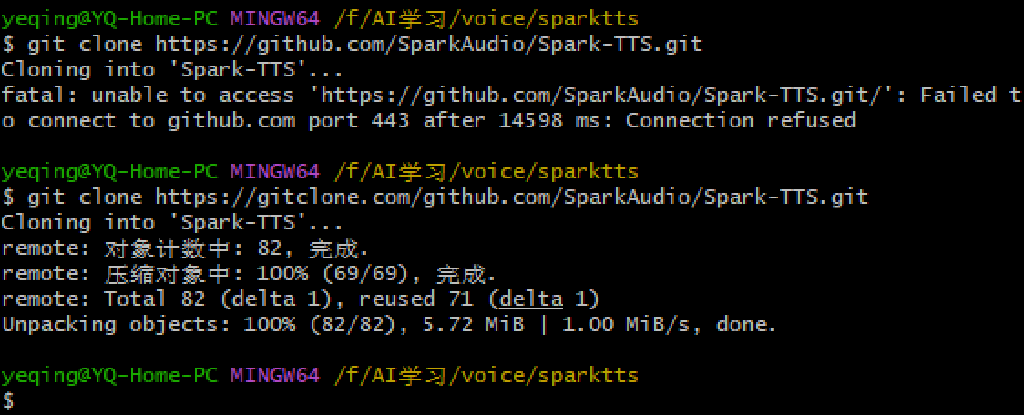 yeqing@YQ-Home-PC MINGW64 /f/AI学习/voice/sparktts
$ git clone https://github.com/SparkAudio/Spark-TTS.git
Cloning into 'Spark-TTS'...
fatal: unable to access 'https://github.com/SparkAudio/Spark-TTS.git/': Failed t
o connect to github.com port 443 after 14598 ms: Connection refused
yeqing@YQ-Home-PC MINGW64 /f/AI学习/voice/sparktts
$ git clone https://gitclone.com/github.com/SparkAudio/Spark-TTS.git
Cloning into 'Spark-TTS'...
remote: 对象计数中: 82, 完成.
remote: 压缩对象中: 100% (69/69), 完成.
remote: Total 82 (delta 1), reused 71 (delta 1)
Unpacking objects: 100% (82/82), 5.72 MiB | 1.00 MiB/s, done.
yeqing@YQ-Home-PC MINGW64 /f/AI学习/voice/sparktts
$